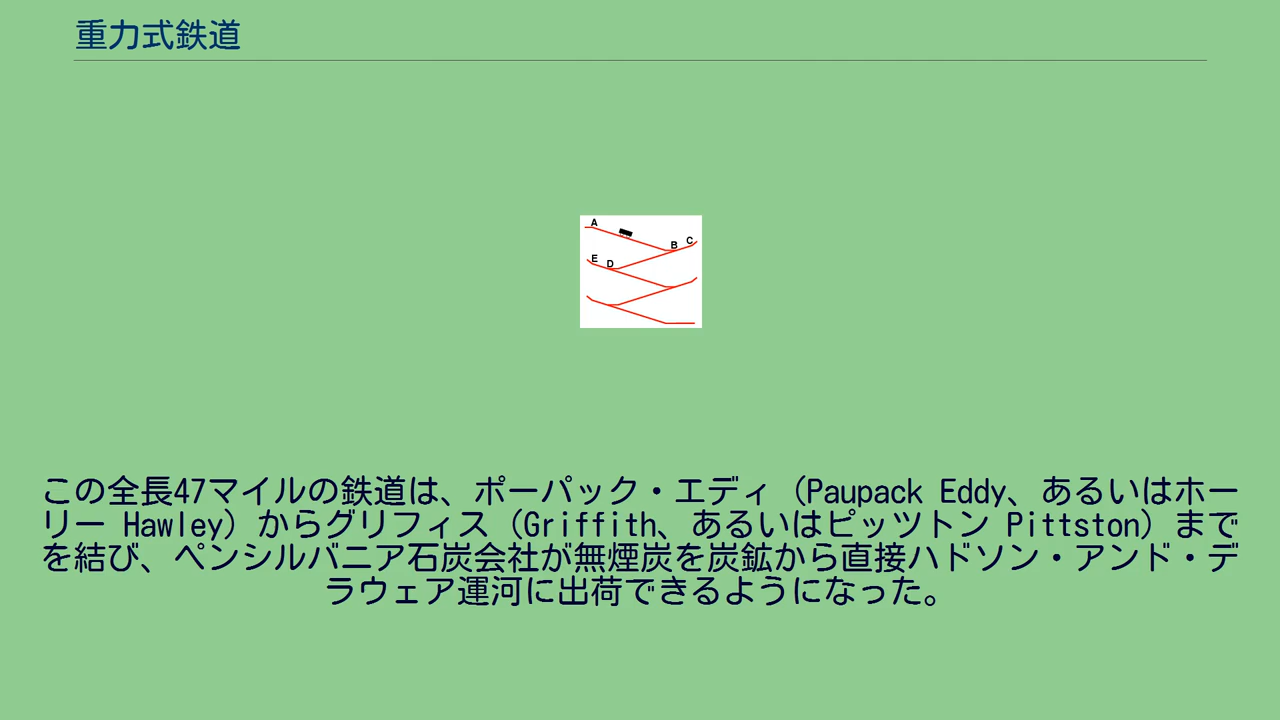 重力式鉄道
A
B
C
E
D
この全長47マイルの鉄道は、ポーパック・エディ（Paupack Eddy、あるいはホー
リー Hawley）からグリフィス（Griffith、あるいはピッツトン Pittston）まで
を結び、ペンシルバニア石炭会社が無煙炭を炭鉱から直接ハドソン・アンド・デ
ラウェア運河に出荷できるようになった。